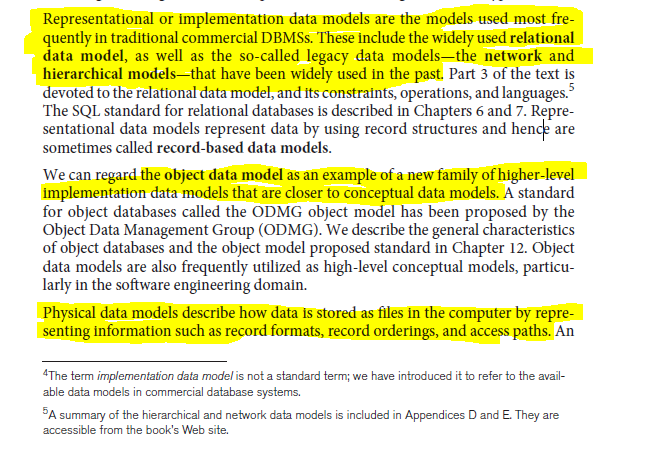 Representational or implementation data models are the models used most fre-
quently in traditional commercial DBMSs. These include the widely used relational
data model, as well as the so-called legacy data models—the network and
hierarchical models—that have been widely used in the past. Part 3 of the text is
devoted to the relational data model, and its constraints, operations, and languages.5
The SQL standard for relational databases is described in Chapters 6 and 7. Repre-
sentational data models represent data by using record structures and hence are
sometimes called record-based data models.
We can regard the object data model as an example of a new family of higher-level
implementation data models that are closer to conceptual data models. A standard
for object databases called the ODMG object model has been proposed by the
Object Data Management Group (ODMG). We describe the general characteristics
of object databases and the object model proposed standard in Chapter 12. Object
data models are also frequently utilized as high-level conceptual models, particu-
larly in the software engineering domain.
Physical data models describe how data is stored as files in the computer by repre-
senting information such as record formats, record orderings, and access paths. An
4The term implementation data model is not a standard term; we have introduced it to refer to the avail-
able data models in commercial database systems.
5A summary of the hierarchical and network data models is included in Appendices D and E. They are
accessible from the book's Web site.